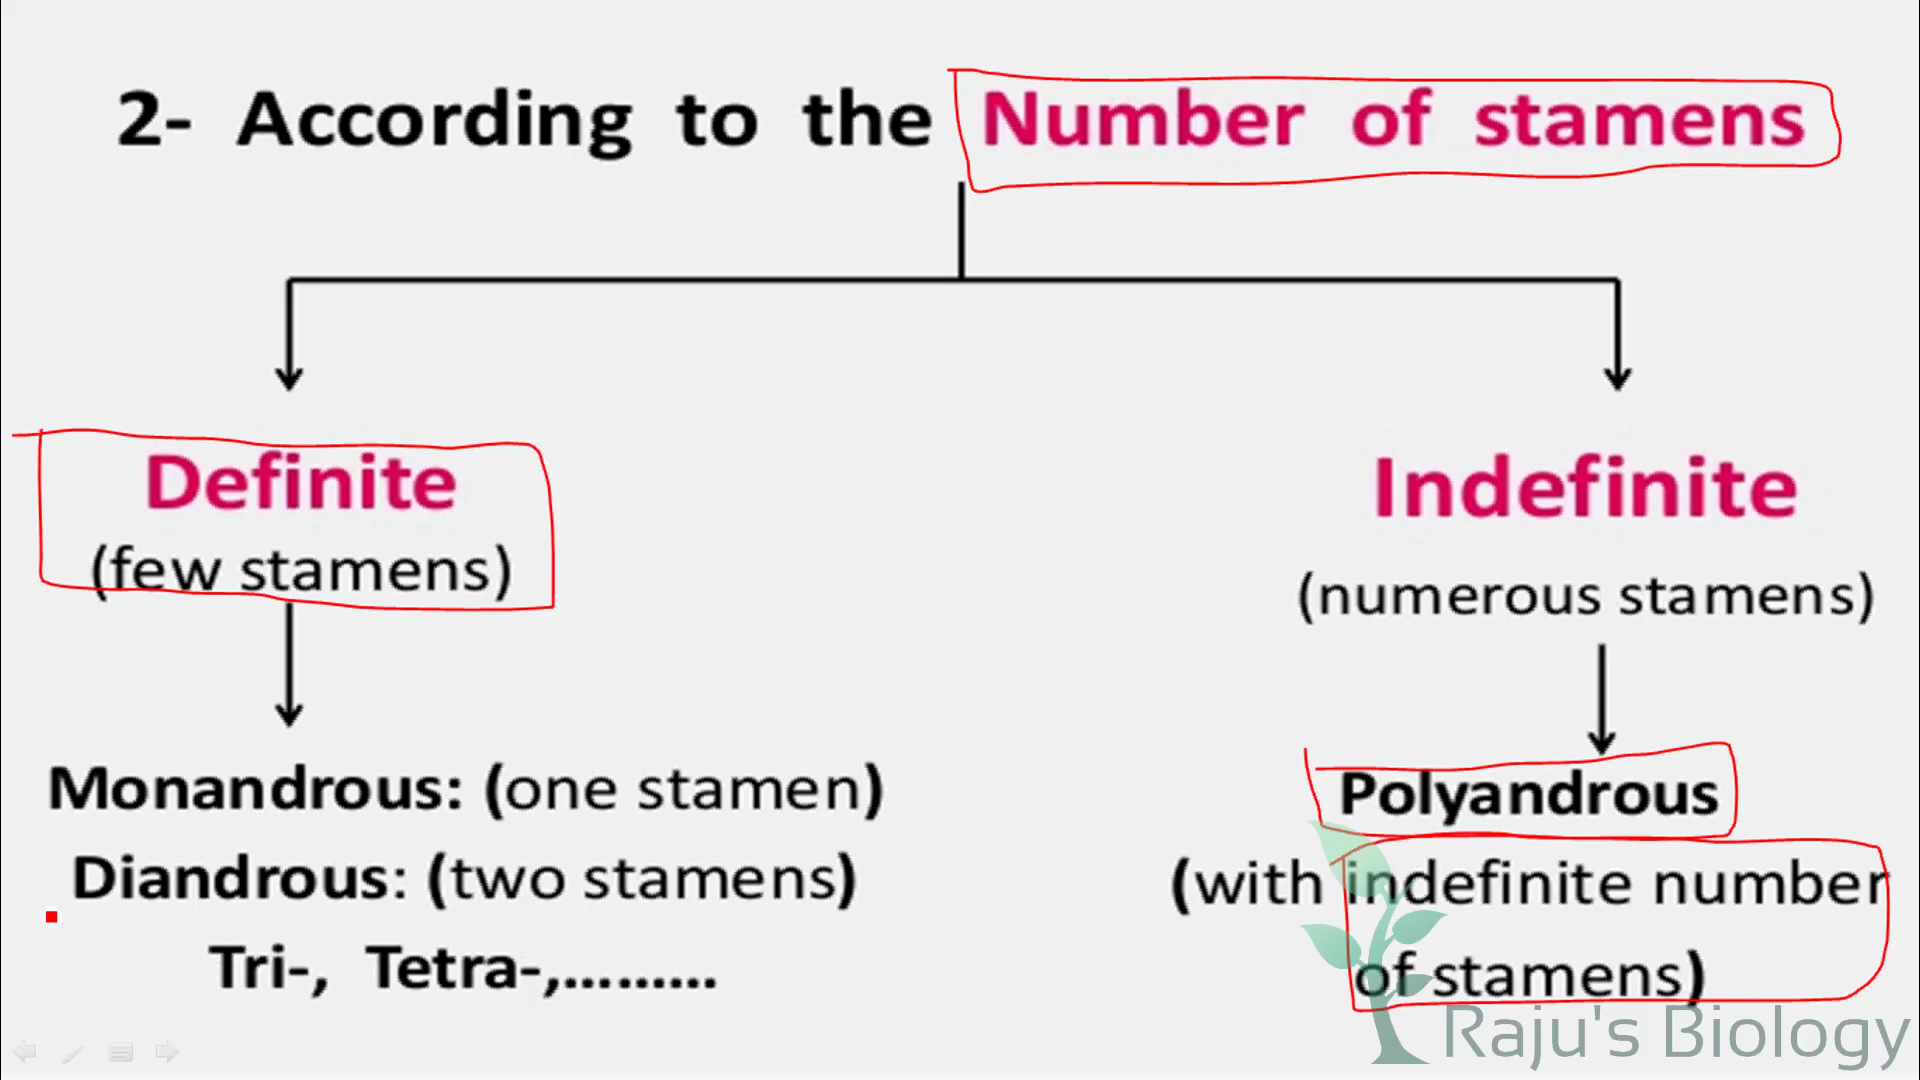 2- According to the Number of stamens
Definite
(few stamens)
Indefinite
(numerous stamens)
Monandrous: (one stamen)
Diandrous: (two stamens)
Tri-, Tetra-,..........
Polyandrous
(with indefinite number
of stamens)
Raju's Biology